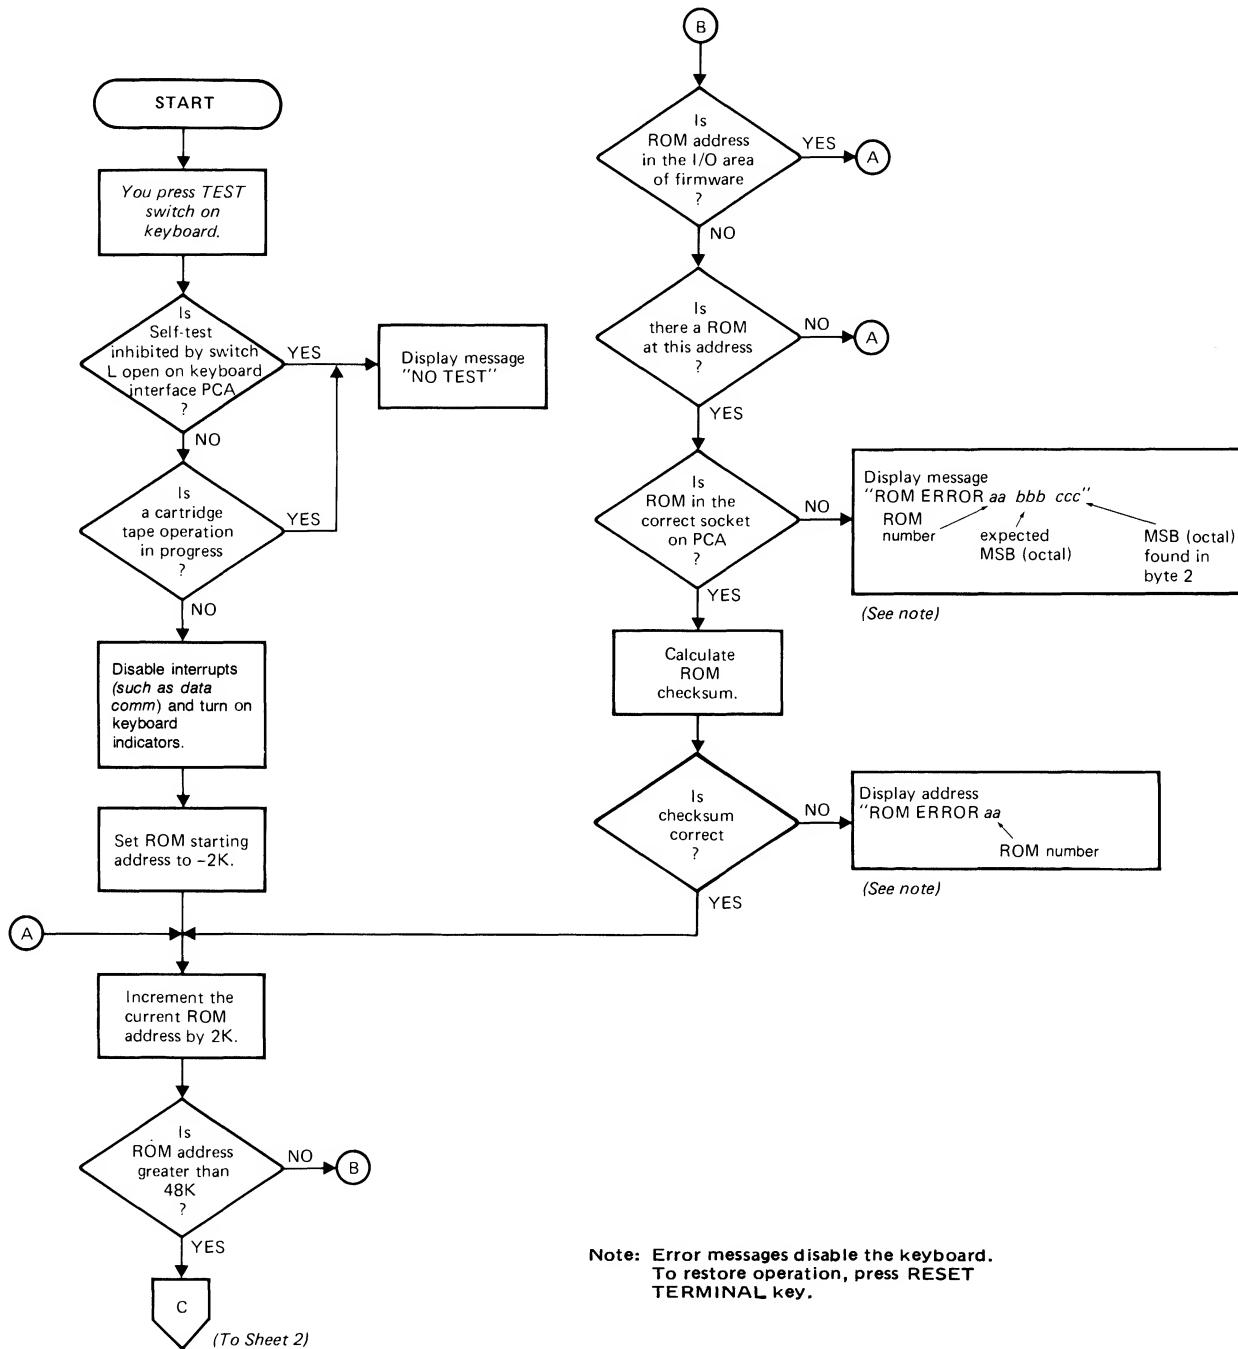 START
You press TEST
switch on
keyboard.
Is
Self-test
inhibited by switch
L open on keyboard
interface PCA
?
YES
Display message
"NO TEST"
NO
Is
a cartridge
tape operation
in progress
?
YES
NO
Disable interrupts
(such as data
comm) and turn on
keyboard
indicators.
Set ROM starting
address to -2K.
A
Increment the
current ROM
address by 2K.
Is
ROM address
greater than
48K
?
NO
B
YES
C
(To Sheet 2)
B
Is
ROM address
in the I/O area
of firmware
?
YES
A
NO
Is
there a ROM
at this address
?
NO
A
YES
Is
ROM in the
correct socket
on PCA
?
NO
Display message
"ROM ERROR aa bbb ccc"
ROM
number
expected
MSB (octal)
MSB (octal)
found in
byte 2
(See note)
YES
Calculate
ROM
checksum.
Is
checksum
correct
?
NO
Display address
"ROM ERROR aa
ROM number
(See note)
YES
Note: Error messages disable the keyboard.
To restore operation, press RESET
TERMINAL key.